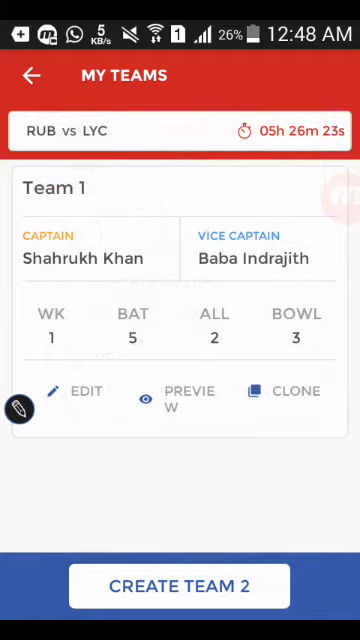 5 KB/s 1 26% 12:48 AM
MY TEAMS
RUB vs LYC 05h 26m 23s
Team 1
CAPTAIN VICE CAPTAIN
Shahrukh Khan Baba Indrajith
WK BAT ALL BOWL
1 5 2 3
EDIT PREVIE CLONE
W
CREATE TEAM 2